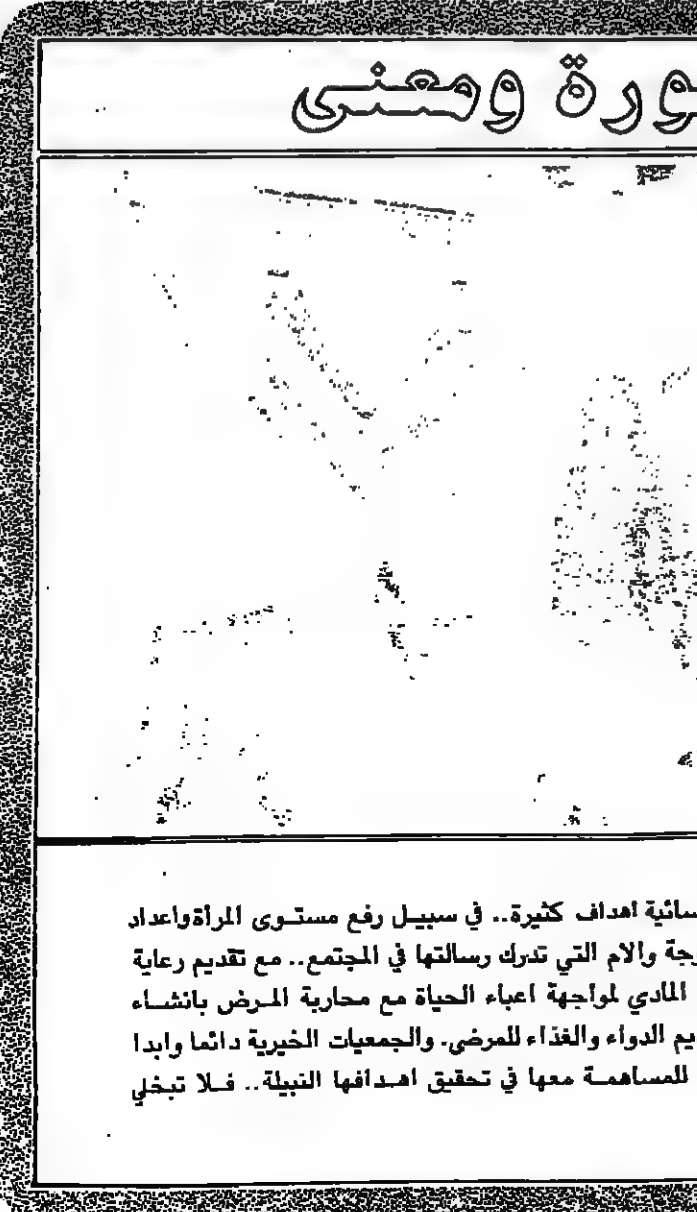 ورة ومعنى
سائية اهداف كثيرة.. في سبيل رفع مستوى المرأة واعداد
جة والام التي تدرك رسالتها في المجتمع.. مع تقديم رعاية
المادي لمواجهة اعباء الحياة مع محاربة المرض بانشاء
يم الدواء والغذاء للمرضى. والجمعيات الخيرية دائما وابدا
للمساهمة معها في تحقيق اهدافها النبيلة.. فلا تبخلي